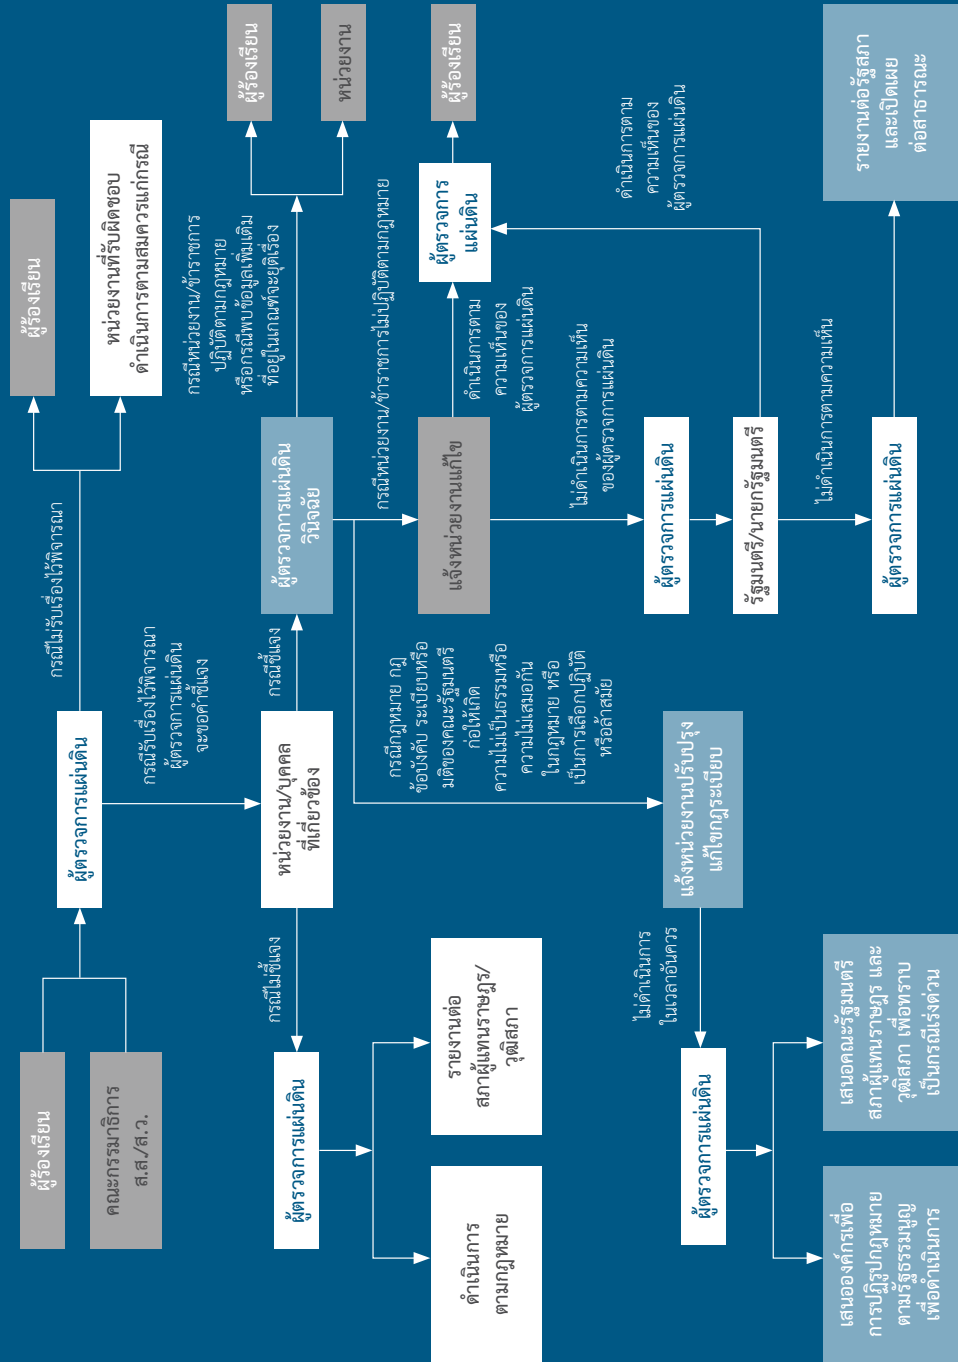 ผู้ร้องเรียน
คณะกรรมาธิการ
ส.ส./ส.ว.
ผู้ตรวจการแผ่นดิน
กรณีไม่รับเรื่องไว้พิจารณา
ผู้ร้องเรียน
หน่วยงานที่รับผิดชอบ
ดำเนินการตามสมควรแก่กรณี
กรณีรับเรื่องไว้พิจารณา
ผู้ตรวจการแผ่นดิน
จะขอคำชี้แจง
หน่วยงาน/บุคคล
ที่เกี่ยวข้อง
กรณีไม่ชี้แจง
ผู้ตรวจการแผ่นดิน
ดำเนินการ
ตามกฎหมาย
รายงานต่อ
สภาผู้แทนราษฎร/
วุฒิสภา
กรณีชี้แจง
ผู้ตรวจการแผ่นดิน
วินิจฉัย
กรณีหน่วยงาน/ข้าราชการ
ปฏิบัติตามกฎหมาย
หรือกรณีพบข้อมูลเพิ่มเติม
ที่อยู่ในเกณฑ์จะยุติเรื่อง
ผู้ร้องเรียน
หน่วยงาน
กรณีหน่วยงาน/ข้าราชการไม่ปฏิบัติตามกฎหมาย
แจ้งหน่วยงานแก้ไข
ดำเนินการตาม
ความเห็นของ
ผู้ตรวจการแผ่นดิน
ผู้ตรวจการ
แผ่นดิน
ผู้ร้องเรียน
ไม่ดำเนินการตามความเห็น
ของผู้ตรวจการแผ่นดิน
ผู้ตรวจการแผ่นดิน
รัฐมนตรี/นายกรัฐมนตรี
ดำเนินการตาม
ความเห็นของ
ผู้ตรวจการแผ่นดิน
ไม่ดำเนินการตามความเห็น
ผู้ตรวจการแผ่นดิน
รายงานต่อรัฐสภา
และเปิดเผย
ต่อสาธารณะ
กรณีกฎหมาย กฎ
ข้อบังคับ ระเบียบหรือ
มติของคณะรัฐมนตรี
ก่อให้เกิด
ความไม่เป็นธรรมหรือ
ความไม่เสมอกัน
ในกฎหมาย หรือ
เป็นการเลือกปฏิบัติ
หรือล้าสมัย
แจ้งหน่วยงานปรับปรุง
แก้ไขกฎระเบียบ
ไม่ดำเนินการ
ในเวลาอันควร
ผู้ตรวจการแผ่นดิน
เสนอองค์กรเพื่อ
การปฏิรูปกฎหมาย
ตามรัฐธรรมนูญ
เพื่อดำเนินการ
เสนอคณะรัฐมนตรี
สภาผู้แทนราษฎร และ
วุฒิสภา เพื่อทราบ
เป็นกรณีเร่งด่วน